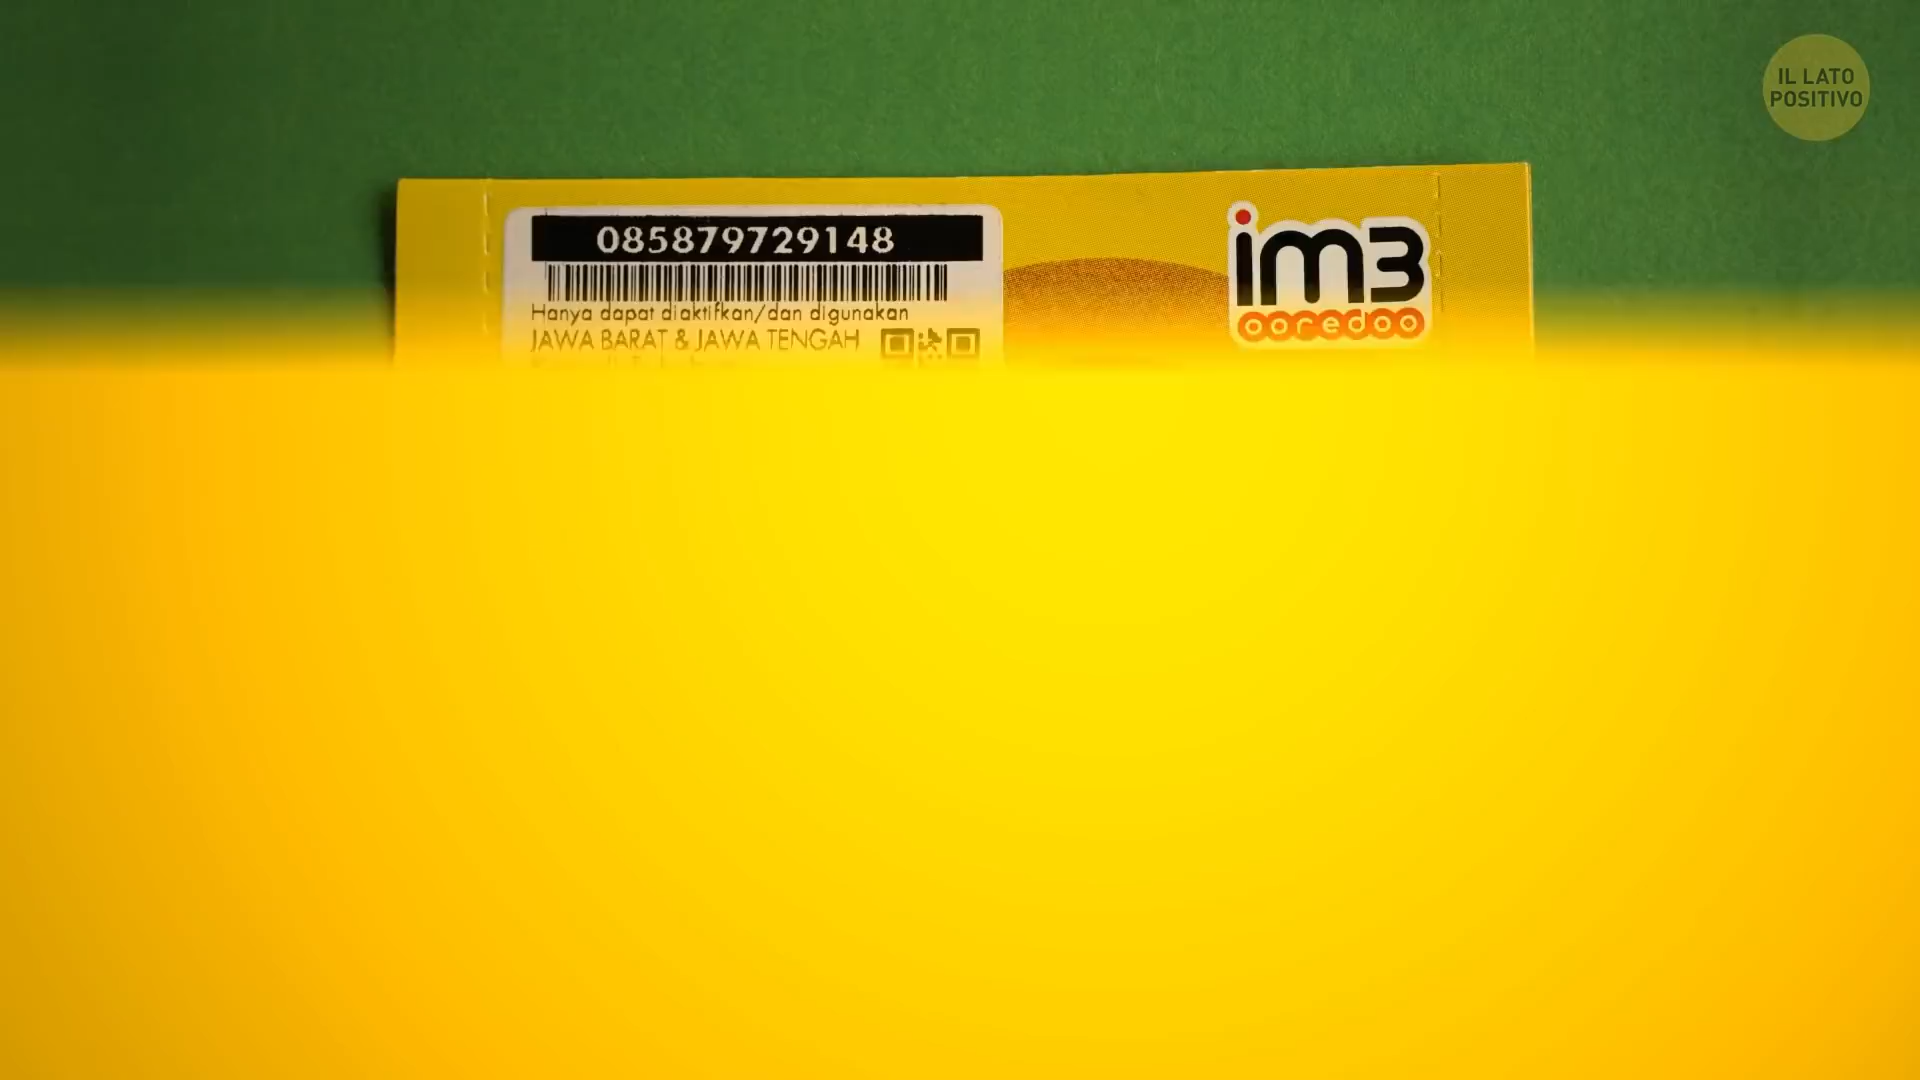 IL LATO
POSITIVO
085879729148
im3
Hanya dapat diaktifkan/dan digunakan
ooredoo
JAWA BARAT & JAWA TENGAH